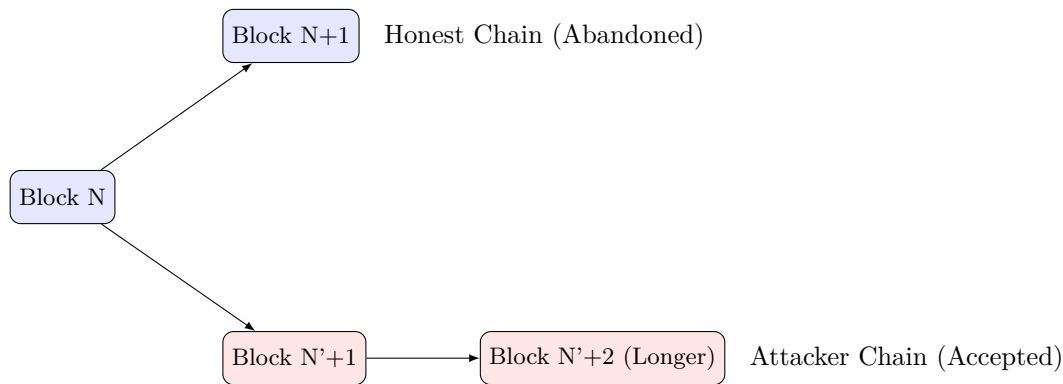 Block N+1 Honest Chain (Abandoned)
Block N
Block N'+1 Block N'+2 (Longer) Attacker Chain (Accepted)